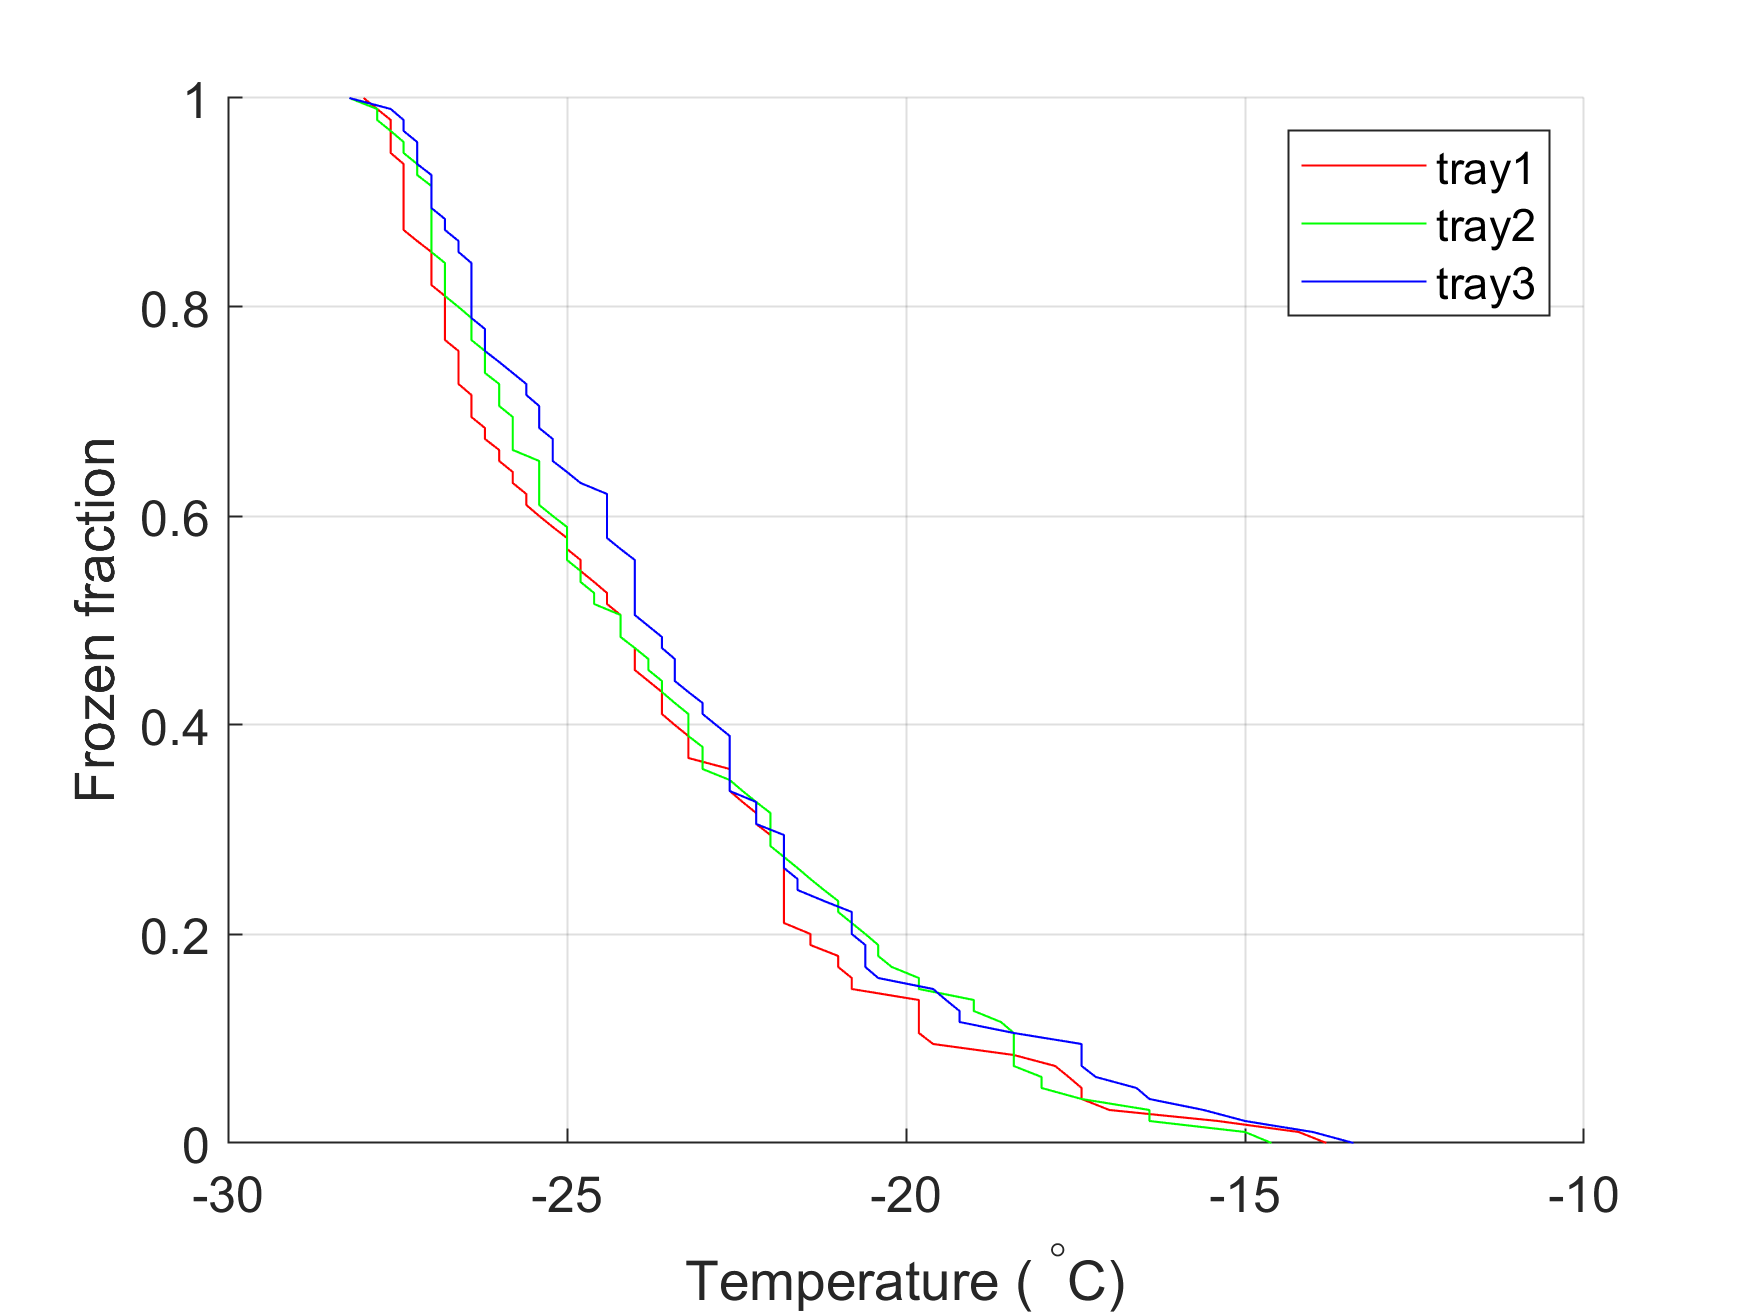 1
0.8
0.6
0.4
0.2
0
-30 -25 -20 -15 -10
Frozen fraction
Temperature ( °C)
tray1
tray2
tray3